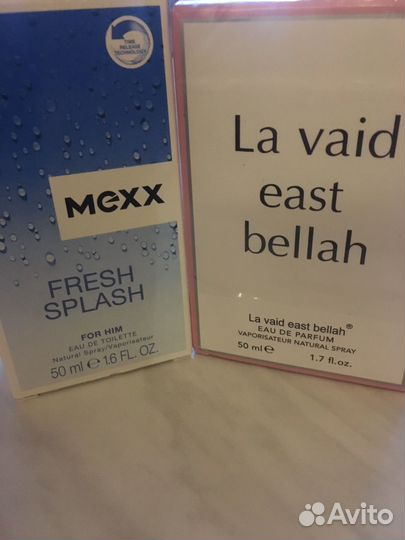 TIME
RELEASE
TECHNOLOGY
Mexx
FRESH
SPLASH
FOR HIM
EAU DE TOILETTE
Natural Spray/Vaporisateur
50 ml e 1.6 FL. OZ.
La vaid
east
bellah
La vaid east bellah®
EAU DE PARFUM
VAPORISATEUR NATURAL SPRAY
50 ml e 1.7 fl.oz.
Avito